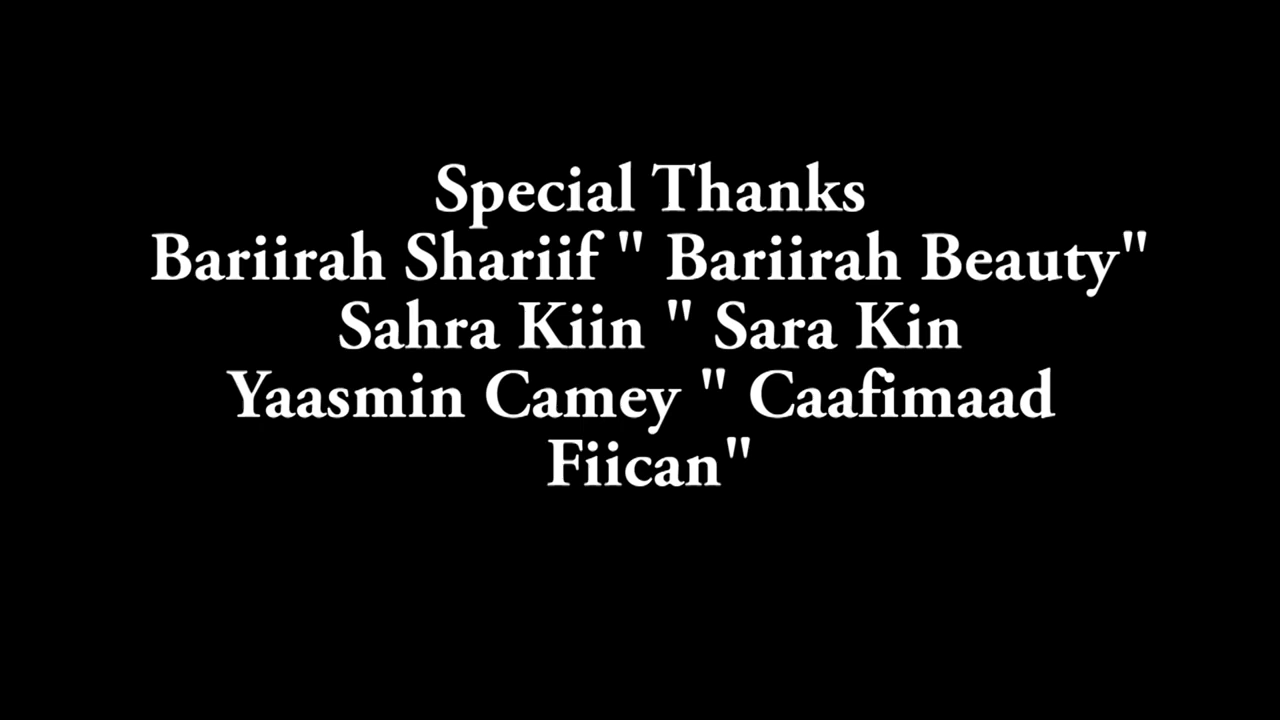 Special Thanks
Bariirah Shariif " Bariirah Beauty"
Sahra Kiin " Sara Kin
Yaasmin Camey " Caafimaad
Fiican"